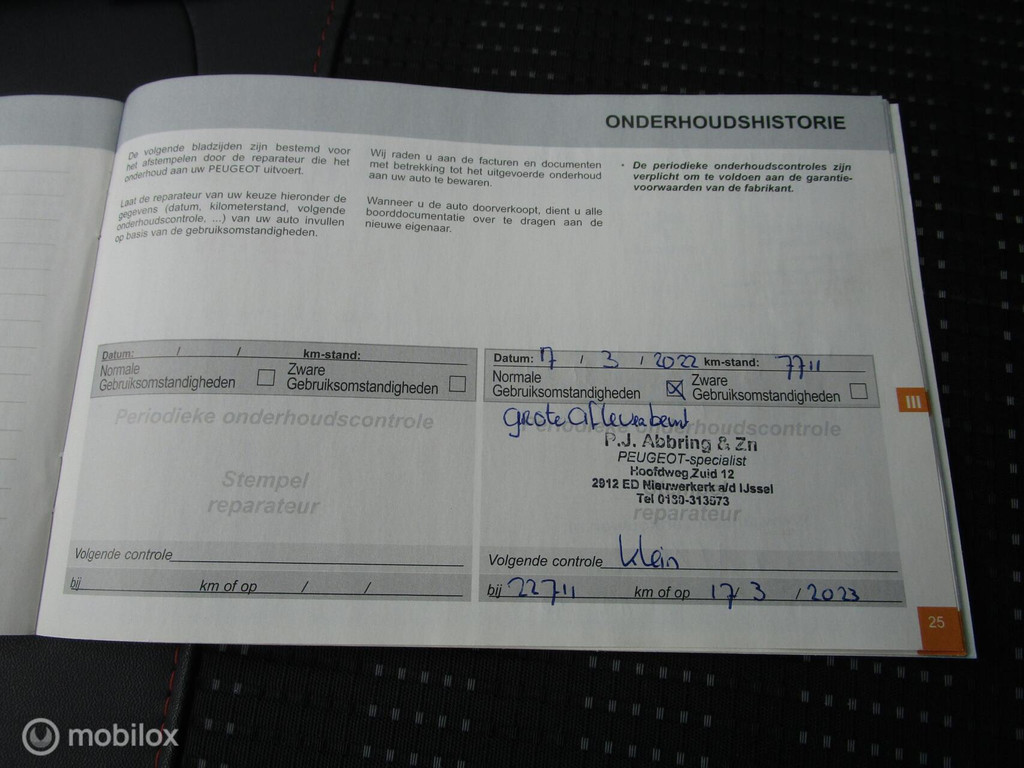 ONDERHOUDSHISTORIE
De volgende bladzijden zijn bestemd voor
het afstempelen door de reparateur die het
onderhoud aan uw PEUGEOT uitvoert.
Laat de reparateur van uw keuze hieronder de
gegevens (datum, kilometerstand, volgende
onderhoudscontrole, ...) van uw auto invullen
op basis van de gebruiksomstandigheden.
Wij raden u aan de facturen en documenten
met betrekking tot het uitgevoerde onderhoud
aan uw auto te bewaren.
Wanneer u de auto doorverkoopt, dient u alle
boorddocumentatie over te dragen aan de
nieuwe eigenaar.
• De periodieke onderhoudscontroles zijn
verplicht om te voldoen aan de garantie-
voorwaarden van de fabrikant.
Datum: / / km-stand:
Normale
Gebruiksomstandigheden
Zware
Gebruiksomstandigheden
Periodieke onderhoudscontrole
Stempel
reparateur
Volgende controle
bij km of op / /
Datum: 17 / 3 / 2022 km-stand: 7711
Normale
Gebruiksomstandigheden
Zware
Gebruiksomstandigheden
grote afleverbeurt
Periodieke onderhoudscontrole
P.J. Abbring & Zn
PEUGEOT-specialist
Hoofdweg Zuid 12
2912 ED Nieuwerkerk a/d IJssel
Tel 0180-313573
reparateur
Volgende controle klein
bij 22711 km of op 17/ 3 / 2023
III
25
mobilox